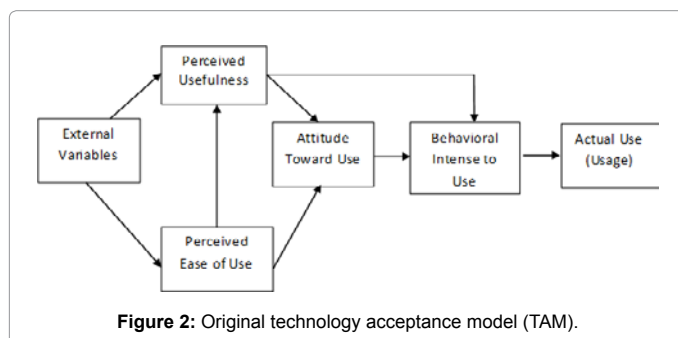 Perceived
Usefulness
External
Variables
Attitude
Toward Use
Behavioral
Intense to
Use
Actual Use
(Usage)
Perceived
Ease of Use
Figure 2: Original technology acceptance model (TAM).